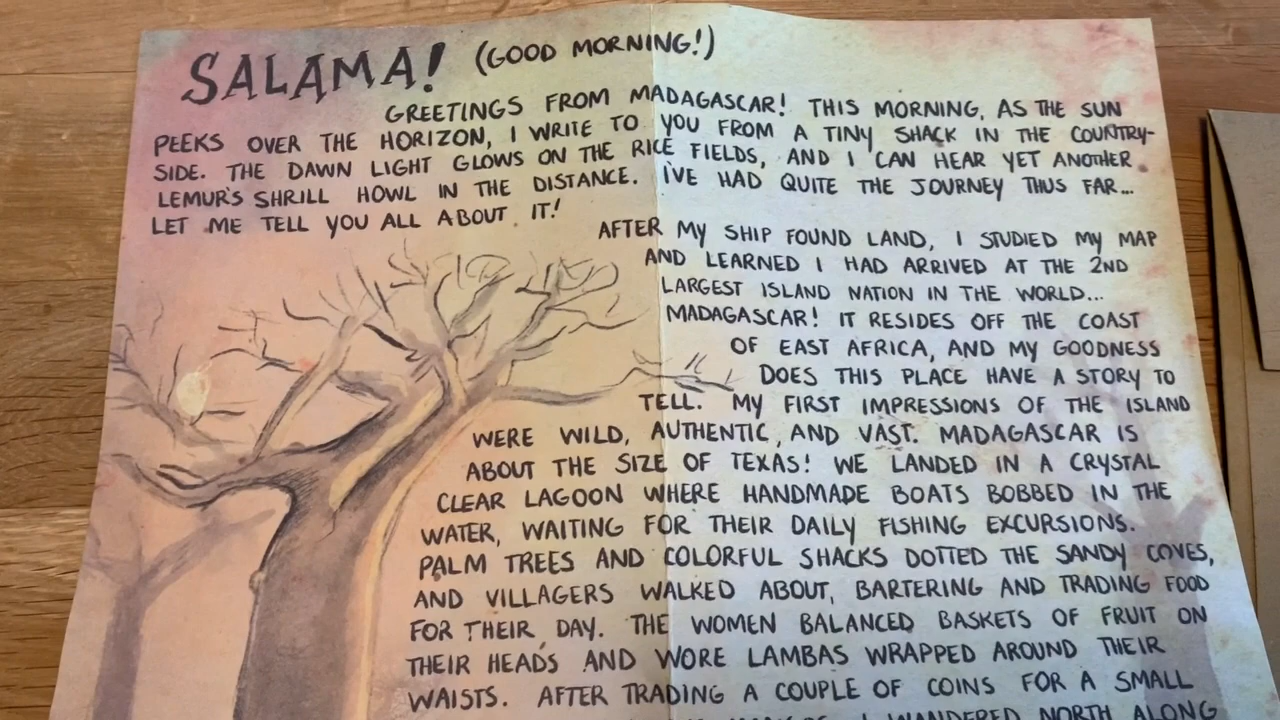 SALAMA! (GOOD MORNING!)
GREETINGS FROM MADAGASCAR! THIS MORNING, AS THE SUN
PEEKS OVER THE HORIZON, I WRITE TO YOU FROM A TINY SHACK IN THE COUNTRY-
SIDE. THE DAWN LIGHT GLOWS ON THE RICE FIELDS, AND I CAN HEAR YET ANOTHER
LEMUR'S SHRILL HOWL IN THE DISTANCE. I'VE HAD QUITE THE JOURNEY THUS FAR...
LET ME TELL YOU ALL ABOUT IT!
AFTER MY SHIP FOUND LAND, I STUDIED MY MAP
AND LEARNED I HAD ARRIVED AT THE 2ND
LARGEST ISLAND NATION IN THE WORLD...
MADAGASCAR! IT RESIDES OFF THE COAST
OF EAST AFRICA, AND MY GOODNESS
DOES THIS PLACE HAVE A STORY TO
TELL. MY FIRST IMPRESSIONS OF THE ISLAND
WERE WILD, AUTHENTIC, AND VAST. MADAGASCAR IS
ABOUT THE SIZE OF TEXAS! WE LANDED IN A CRYSTAL
CLEAR LAGOON WHERE HANDMADE BOATS BOBBED IN THE
WATER, WAITING FOR THEIR DAILY FISHING EXCURSIONS.
PALM TREES AND COLORFUL SHACKS DOTTED THE SANDY COVES,
AND VILLAGERS WALKED ABOUT, BARTERING AND TRADING FOOD
FOR THEIR DAY. THE WOMEN BALANCED BASKETS OF FRUIT ON
THEIR HEADS AND WORE LAMBAS WRAPPED AROUND THEIR
WAISTS. AFTER TRADING A COUPLE OF COINS FOR A SMALL
I WANDERED NORTH ALONG